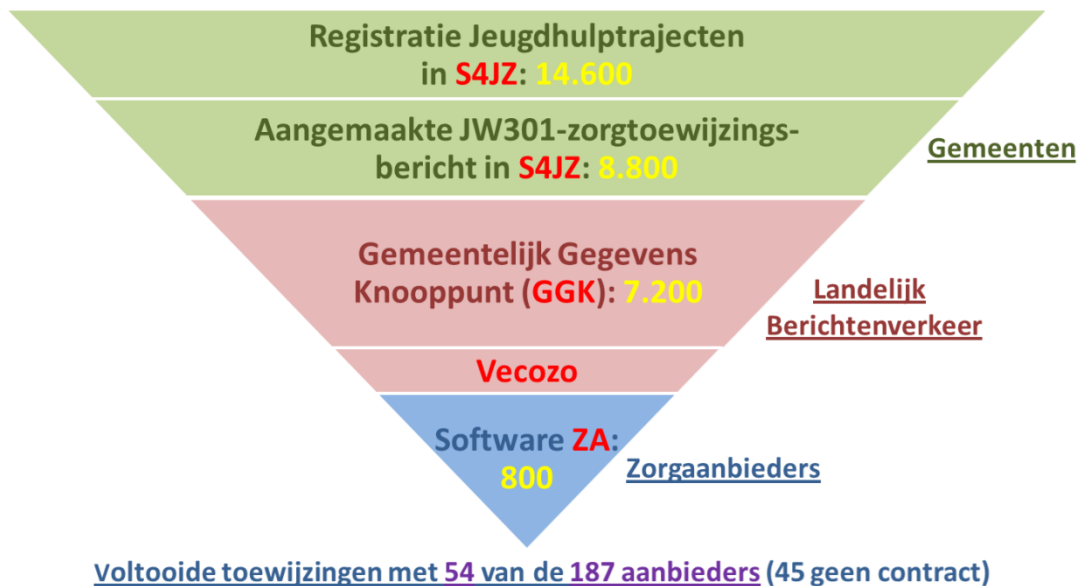 Registratie Jeugdhulptrajecten
in S4JZ: 14.600
Aangemaakte JW301-zorgtoewijzings-
bericht in S4JZ: 8.800
Gemeenten
Gemeentelijk Gegevens
Knooppunt (GGK): 7.200
Landelijk
Berichtenverkeer
Vecozo
Software ZA:
800
Zorgaanbieders
Voltooide toewijzingen met 54 van de 187 aanbieders (45 geen contract)